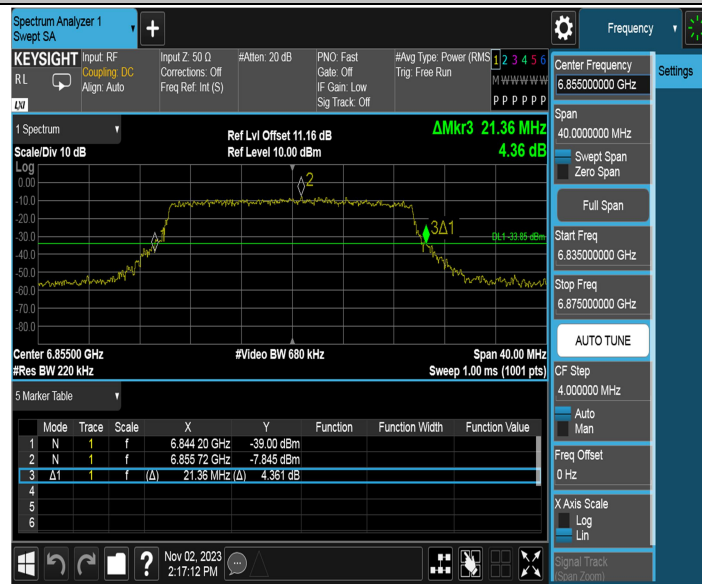 Spectrum Analyzer 1
Swept SA
Frequency
KEYSIGHT
RL
LXI
Input: RF
Coupling: DC
Align: Auto
Input Z: 50 Ω
Corrections: Off
Freq Ref: Int (S)
#Atten: 20 dB
PNO: Fast
Gate: Off
IF Gain: Low
Sig Track: Off
#Avg Type: Power (RMS
Trig: Free Run
1 2 3 4 5 6
M W W W W W
P P P P P P
Center Frequency
6.855000000 GHz
Settings
Span
40.0000000 MHz
Swept Span
Zero Span
Full Span
Start Freq
6.835000000 GHz
Stop Freq
6.875000000 GHz
AUTO TUNE
CF Step
4.000000 MHz
Auto
Man
Freq Offset
0 Hz
X Axis Scale
Log
Lin
Signal Track
(Span Zoom)
1 Spectrum
Scale/Div 10 dB
Ref Lvl Offset 11.16 dB
Ref Level 10.00 dBm
ΔMkr3 21.36 MHz
4.36 dB
Log
0.00
-10.0
-20.0
-30.0
-40.0
-50.0
-60.0
-70.0
-80.0
2
3Δ1
DL1 -33.85 dBm
Center 6.85500 GHz
#Res BW 220 kHz
#Video BW 680 kHz
Span 40.00 MHz
Sweep 1.00 ms (1001 pts)
5 Marker Table
Mode Trace Scale X Y Function Function Width Function Value
1 N 1 f 6.844 20 GHz -39.00 dBm
2 N 1 f 6.855 72 GHz -7.845 dBm
3 Δ1 1 f (Δ) 21.36 MHz (Δ) 4.361 dB
4
5
6
?
Nov 02, 2023
2:17:12 PM